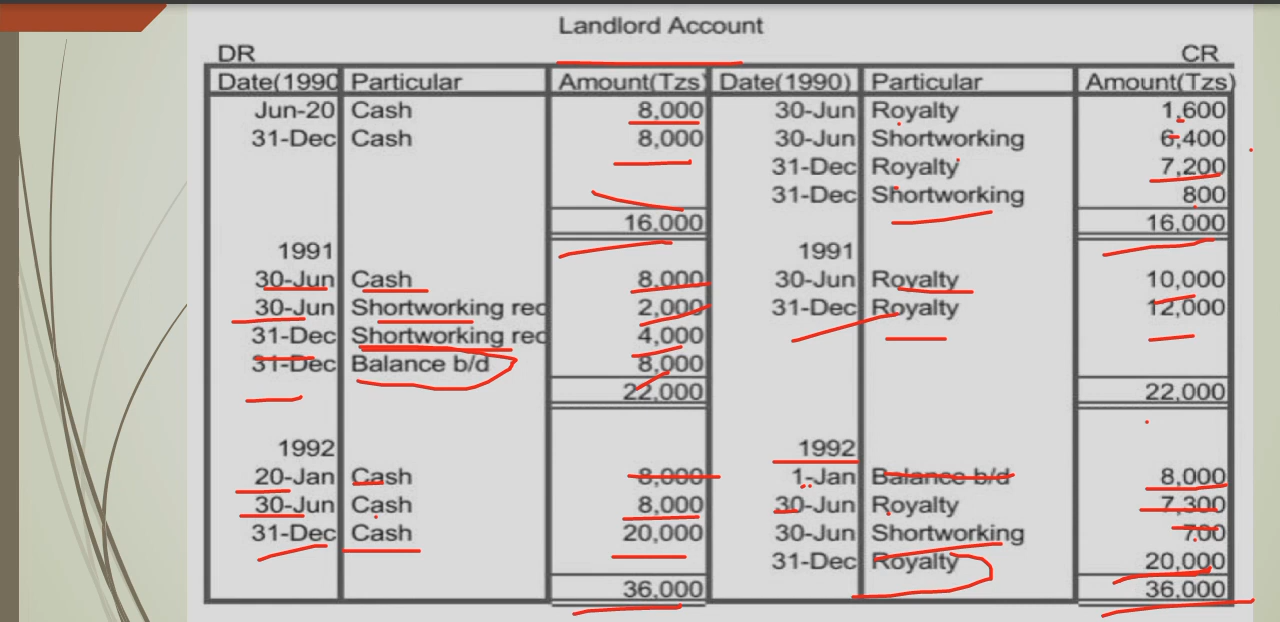 Landlord Account
DR CR
Date(1990 Particular Amount(Tzs) Date(1990) Particular Amount(Tzs)
Jun-20 Cash 8,000 30-Jun Royalty 1,600
31-Dec Cash 8,000 30-Jun Shortworking 6,400
31-Dec Royalty 7,200
31-Dec Shortworking 800
16,000 16,000
1991 1991
30-Jun Cash 8,000 30-Jun Royalty 10,000
30-Jun Shortworking rec 2,000 31-Dec Royalty 12,000
31-Dec Shortworking rec 4,000
31-Dec Balance b/d 8,000
22,000 22,000
1992 1992
20-Jan Cash 8,000 1-Jan Balance b/d 8,000
30-Jun Cash 8,000 30-Jun Royalty 7,300
31-Dec Cash 20,000 30-Jun Shortworking 700
31-Dec Royalty 20,000
36,000 36,000